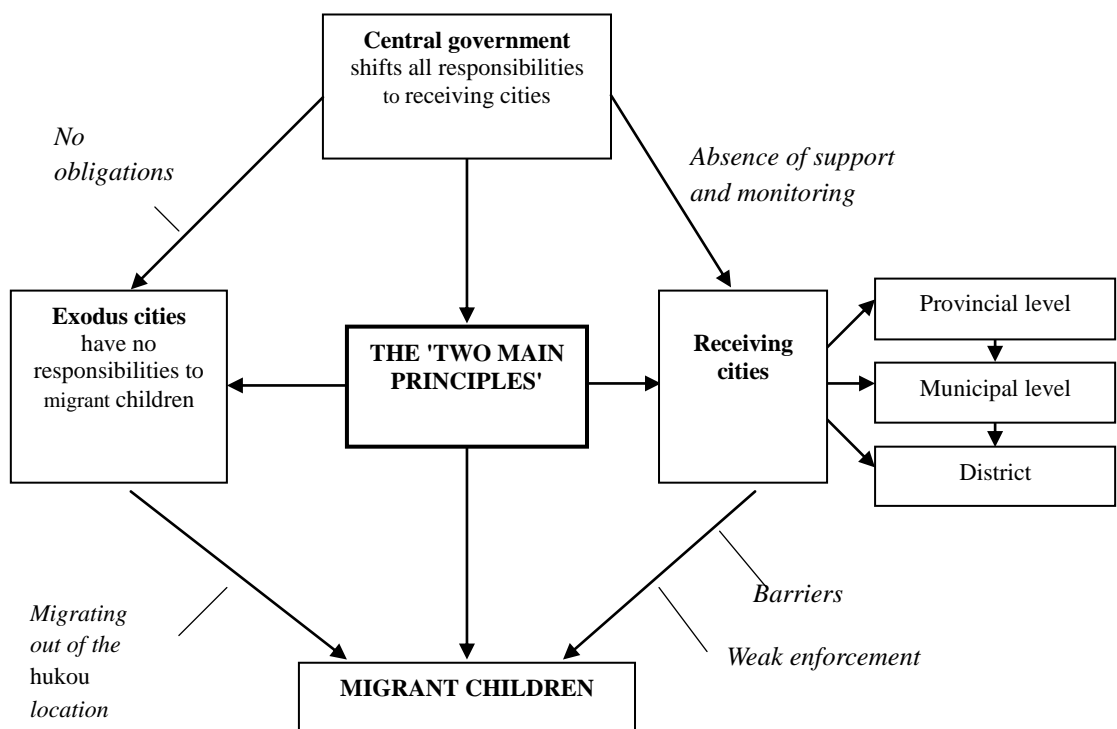 Central government
shifts all responsibilities
to receiving cities
No
obligations
Absence of support
and monitoring
Exodus cities
have no
responsibilities to
migrant children
THE 'TWO MAIN
PRINCIPLES'
Receiving
cities
Provincial level
Municipal level
District
Migrating
out of the
hukou
location
Barriers
Weak enforcement
MIGRANT CHILDREN